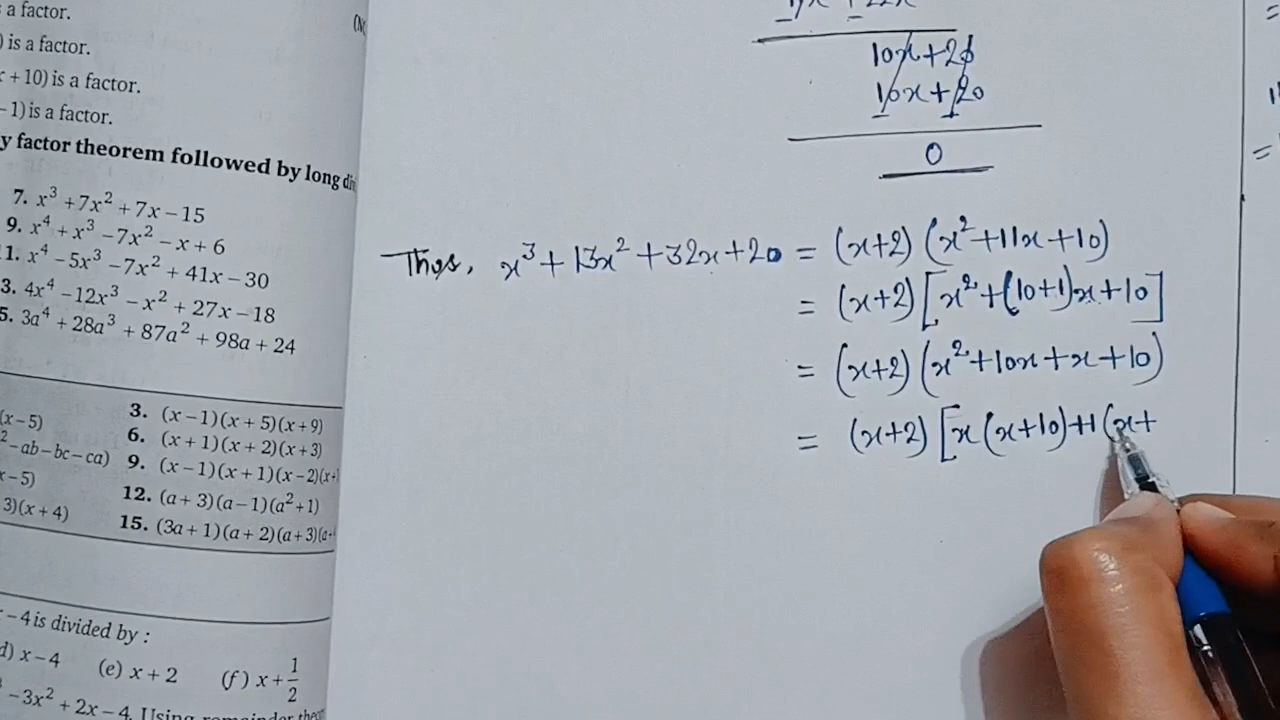 a factor.
) is a factor.
x + 10) is a factor.
– 1) is a factor.
y factor theorem followed by long di
7. x³ + 7x² + 7x – 15
9. x⁴ + x³ – 7x² – x + 6
1. x⁴ – 5x³ – 7x² + 41x – 30
3. 4x⁴ – 12x³ – x² + 27x – 18
5. 3a⁴ + 28a³ + 87a² + 98a + 24
(x – 5)
3. (x – 1)(x + 5)(x + 9)
² – ab – bc – ca)
6. (x + 1)(x + 2)(x + 3)
x – 5)
9. (x – 1)(x + 1)(x – 2)(x +
12. (a + 3)(a – 1)(a² + 1)
3)(x + 4)
15. (3a + 1)(a + 2)(a + 3)(a +
– 4 is divided by :
d) x – 4 (e) x + 2 (f) x + 1/2
– 3x² + 2x – 4. Using remainder
10x + 20
10x + 20
0
Thus, x³ + 13x² + 32x + 20 = (x+2) (x² + 11x + 10)
= (x+2) [x² + (10+1)x + 10]
= (x+2) (x² + 10x + x + 10)
= (x+2) [x (x+10) + 1 (x+